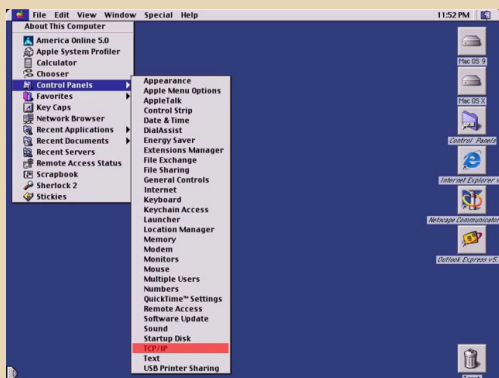 File Edit View Window Special Help
11:52 PM
About This Computer
America Online 5.0
Apple System Profiler
Calculator
Chooser
Control Panels
Favorites
Key Caps
Network Browser
Recent Applications
Recent Documents
Recent Servers
Remote Access Status
Scrapbook
Sherlock 2
Stickies
Appearance
Apple Menu Options
AppleTalk
Control Strip
Date & Time
DialAssist
Energy Saver
Extensions Manager
File Exchange
File Sharing
General Controls
Internet
Keyboard
Keychain Access
Launcher
Location Manager
Memory
Modem
Monitors
Mouse
Multiple Users
Numbers
QuickTime™ Settings
Remote Access
Software Update
Sound
Startup Disk
TCP/IP
Text
USB Printer Sharing
Mac OS 9
Mac OS X
Control Panels
Internet Explorer
Netscape Communicator
Outlook Express v5.